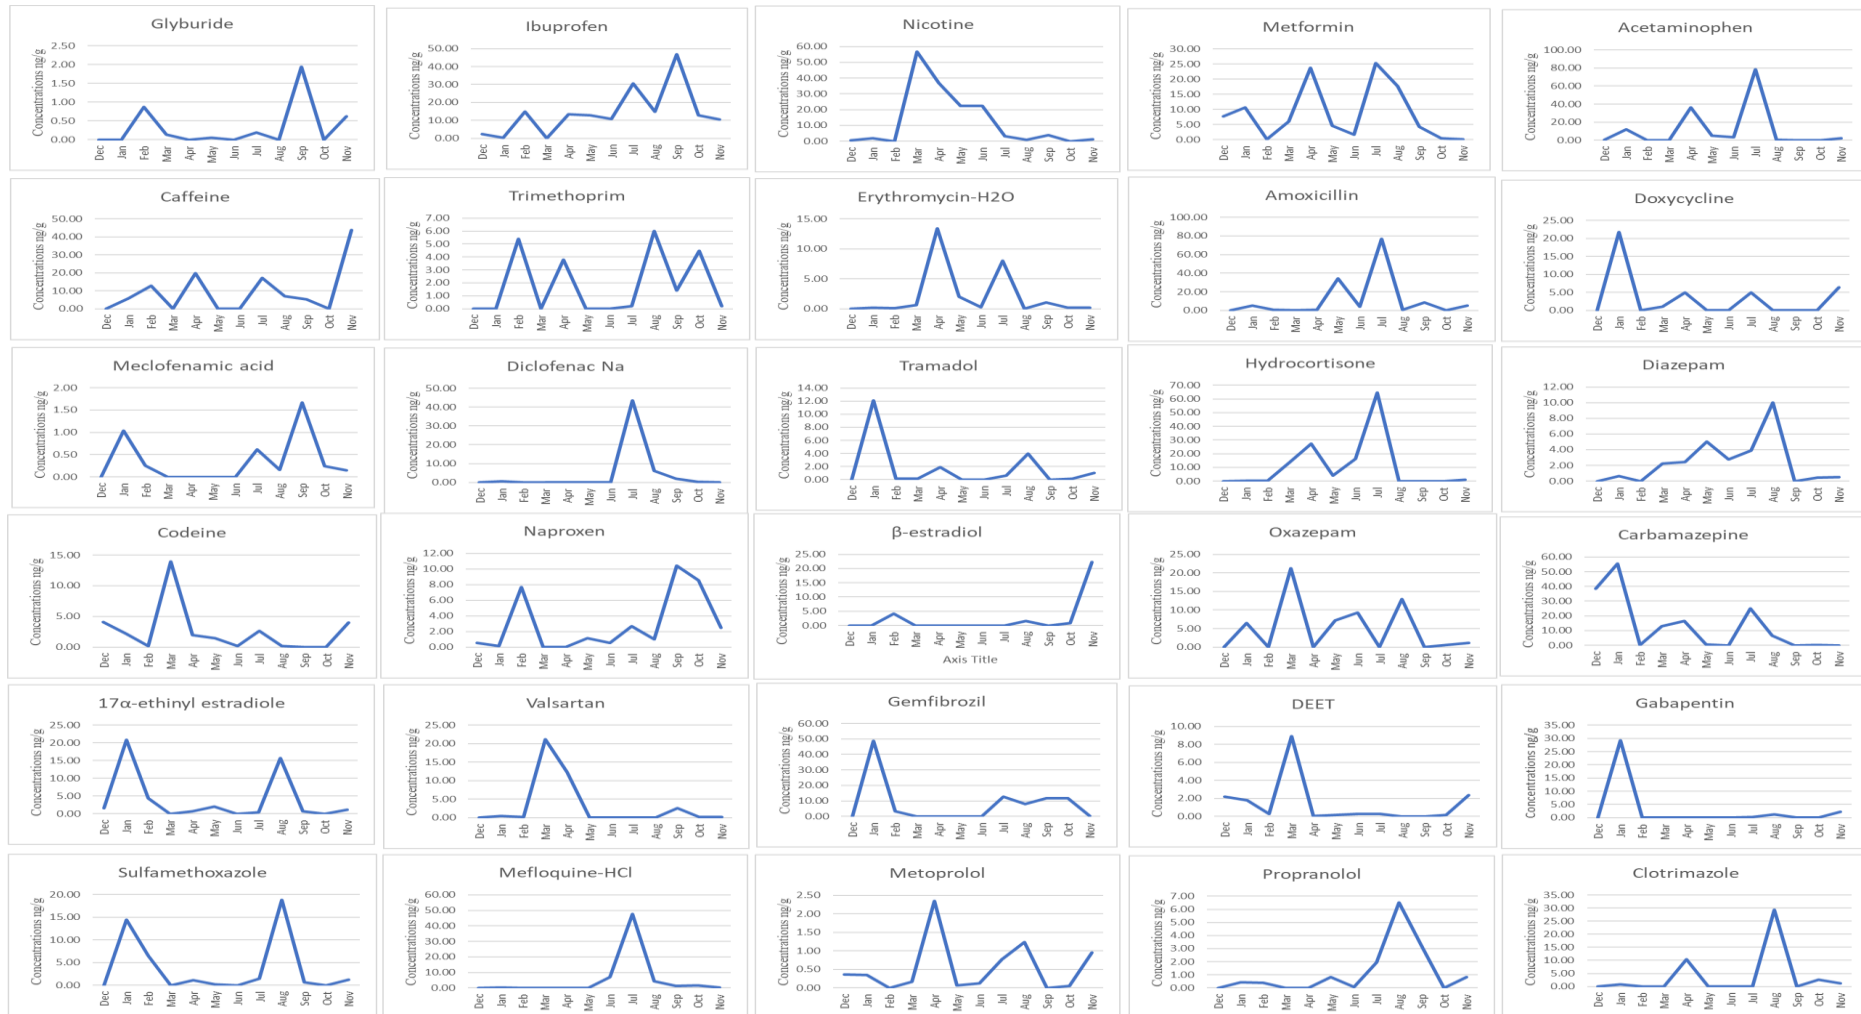 Glyburide
Concentrations ng/g
2.50
2.00
1.50
1.00
0.50
0.00
Dec Jan Feb Mar Apr May Jun Jul Aug Sep Oct Nov
Ibuprofen
Concentrations ng/g
50.00
40.00
30.00
20.00
10.00
0.00
Dec Jan Feb Mar Apr May Jun Jul Aug Sep Oct Nov
Nicotine
Concentrations ng/g
60.00
50.00
40.00
30.00
20.00
10.00
0.00
Dec Jan Feb Mar Apr May Jun Jul Aug Sep Oct Nov
Metformin
Concentrations ng/g
30.00
25.00
20.00
15.00
10.00
5.00
0.00
Dec Jan Feb Mar Apr May Jun Jul Aug Sep Oct Nov
Acetaminophen
Concentrations ng/g
100.00
80.00
60.00
40.00
20.00
0.00
Dec Jan Feb Mar Apr May Jun Jul Aug Sep Oct Nov
Caffeine
Concentrations ng/g
50.00
40.00
30.00
20.00
10.00
0.00
Dec Jan Feb Mar Apr May Jun Jul Aug Sep Oct Nov
Trimethoprim
Concentrations ng/g
7.00
6.00
5.00
4.00
3.00
2.00
1.00
0.00
Dec Jan Feb Mar Apr May Jun Jul Aug Sep Oct Nov
Erythromycin-H2O
Concentrations ng/g
15.00
10.00
5.00
0.00
Dec Jan Feb Mar Apr May Jun Jul Aug Sep Oct Nov
Amoxicillin
Concentrations ng/g
100.00
80.00
60.00
40.00
20.00
0.00
Dec Jan Feb Mar Apr May Jun Jul Aug Sep Oct Nov
Doxycycline
Concentrations ng/g
25.00
20.00
15.00
10.00
5.00
0.00
Dec Jan Feb Mar Apr May Jun Jul Aug Sep Oct Nov
Meclofenamic acid
Concentrations ng/g
2.00
1.50
1.00
0.50
0.00
Dec Jan Feb Mar Apr May Jun Jul Aug Sep Oct Nov
Diclofenac Na
Concentrations ng/g
50.00
40.00
30.00
20.00
10.00
0.00
Dec Jan Feb Mar Apr May Jun Jul Aug Sep Oct Nov
Tramadol
Concentrations ng/g
14.00
12.00
10.00
8.00
6.00
4.00
2.00
0.00
Dec Jan Feb Mar Apr May Jun Jul Aug Sep Oct Nov
Hydrocortisone
Concentrations ng/g
70.00
60.00
50.00
40.00
30.00
20.00
10.00
0.00
Dec Jan Feb Mar Apr May Jun Jul Aug Sep Oct Nov
Diazepam
Concentrations ng/g
12.00
10.00
8.00
6.00
4.00
2.00
0.00
Dec Jan Feb Mar Apr May Jun Jul Aug Sep Oct Nov
Codeine
Concentrations ng/g
15.00
10.00
5.00
0.00
Dec Jan Feb Mar Apr May Jun Jul Aug Sep Oct Nov
Naproxen
Concentrations ng/g
12.00
10.00
8.00
6.00
4.00
2.00
0.00
Dec Jan Feb Mar Apr May Jun Jul Aug Sep Oct Nov
β-estradiol
Concentrations ng/g
25.00
20.00
15.00
10.00
5.00
0.00
Dec Jan Feb Mar Apr May Jun Jul Aug Sep Oct Nov
Axis Title
Oxazepam
Concentrations ng/g
25.00
20.00
15.00
10.00
5.00
0.00
Dec Jan Feb Mar Apr May Jun Jul Aug Sep Oct Nov
Carbamazepine
Concentrations ng/g
60.00
50.00
40.00
30.00
20.00
10.00
0.00
Dec Jan Feb Mar Apr May Jun Jul Aug Sep Oct Nov
17α-ethinyl estradiole
Concentrations ng/g
25.00
20.00
15.00
10.00
5.00
0.00
Dec Jan Feb Mar Apr May Jun Jul Aug Sep Oct Nov
Valsartan
Concentrations ng/g
25.00
20.00
15.00
10.00
5.00
0.00
Dec Jan Feb Mar Apr May Jun Jul Aug Sep Oct Nov
Gemfibrozil
Concentrations ng/g
60.00
50.00
40.00
30.00
20.00
10.00
0.00
Dec Jan Feb Mar Apr May Jun Jul Aug Sep Oct Nov
DEET
Concentrations ng/g
10.00
8.00
6.00
4.00
2.00
0.00
Dec Jan Feb Mar Apr May Jun Jul Aug Sep Oct Nov
Gabapentin
Concentrations ng/g
35.00
30.00
25.00
20.00
15.00
10.00
5.00
0.00
Dec Jan Feb Mar Apr May Jun Jul Aug Sep Oct Nov
Sulfamethoxazole
Concentrations ng/g
20.00
15.00
10.00
5.00
0.00
Dec Jan Feb Mar Apr May Jun Jul Aug Sep Oct Nov
Mefloquine-HCl
Concentrations ng/g
60.00
50.00
40.00
30.00
20.00
10.00
0.00
Dec Jan Feb Mar Apr May Jun Jul Aug Sep Oct Nov
Metoprolol
Concentrations ng/g
2.50
2.00
1.50
1.00
0.50
0.00
Dec Jan Feb Mar Apr May Jun Jul Aug Sep Oct Nov
Propranolol
Concentrations ng/g
7.00
6.00
5.00
4.00
3.00
2.00
1.00
0.00
Dec Jan Feb Mar Apr May Jun Jul Aug Sep Oct Nov
Clotrimazole
Concentrations ng/g
35.00
30.00
25.00
20.00
15.00
10.00
5.00
0.00
Dec Jan Feb Mar Apr May Jun Jul Aug Sep Oct Nov